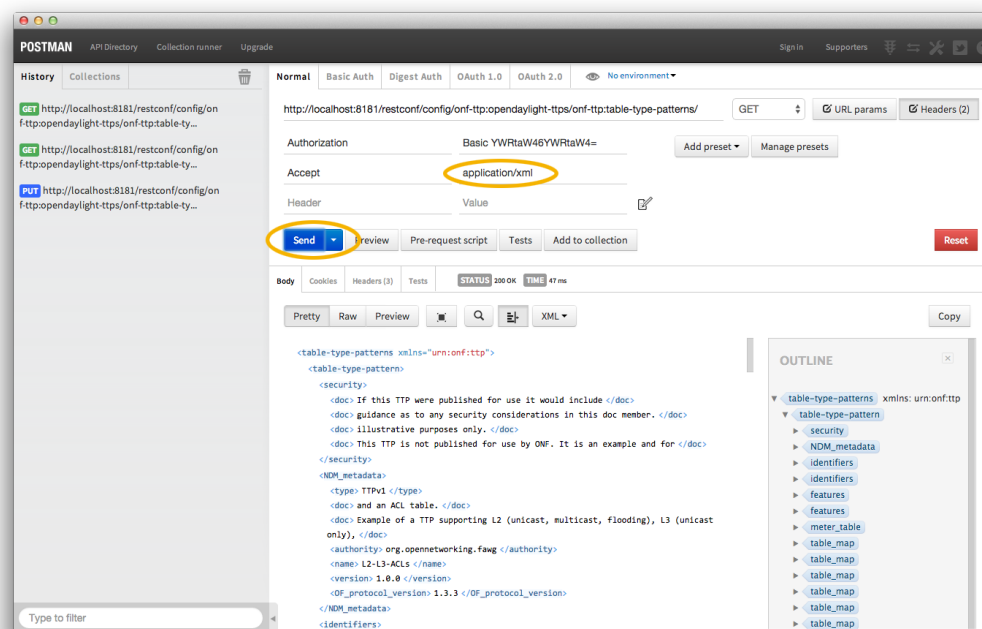 POSTMAN API Directory Collection runner Upgrade Sign In Supporters
History Collections
GET http://localhost:8181/restconf/config/on
f-ttp:opendaylight-ttps/onf-ttp:table-ty...
GET http://localhost:8181/restconf/config/on
f-ttp:opendaylight-ttps/onf-ttp:table-ty...
PUT http://localhost:8181/restconf/config/on
f-ttp:opendaylight-ttps/onf-ttp:table-ty...
Type to filter
Normal Basic Auth Digest Auth OAuth 1.0 OAuth 2.0 No environment
http://localhost:8181/restconf/config/onf-ttp:opendaylight-ttps/onf-ttp:table-type-patterns/ GET URL params Headers (2)
Authorization Basic YWRtaW46YWRtaW4= Add preset Manage presets
Accept application/xml
Header Value
Send Preview Pre-request script Tests Add to collection Reset
Body Cookies Headers (3) Tests STATUS 200 OK TIME 47 ms
Pretty Raw Preview XML Copy
<table-type-patterns xmlns="urn:onf:ttp">
<table-type-pattern>
<security>
<doc> If this TTP were published for use it would include </doc>
<doc> guidance as to any security considerations in this doc member. </doc>
<doc> illustrative purposes only. </doc>
<doc> This TTP is not published for use by ONF. It is an example and for </doc>
</security>
<NDM_metadata>
<type> TTPv1 </type>
<doc> and an ACL table. </doc>
<doc> Example of a TTP supporting L2 (unicast, multicast, flooding), L3 (unicast
only), </doc>
<authority> org.opennetworking.fawg </authority>
<name> L2-L3-ACLs </name>
<version> 1.0.0 </version>
<OF_protocol_version> 1.3.3 </OF_protocol_version>
</NDM_metadata>
<identifiers>
OUTLINE
table-type-patterns xmlns: urn:onf:ttp
table-type-pattern
security
NDM_metadata
identifiers
identifiers
features
features
meter_table
table_map
table_map
table_map
table_map
table_map
table_map